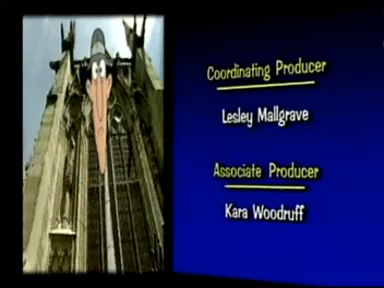 Coordinating Producer
Lesley Mallgrave
Associate Producer
Kara Woodruff